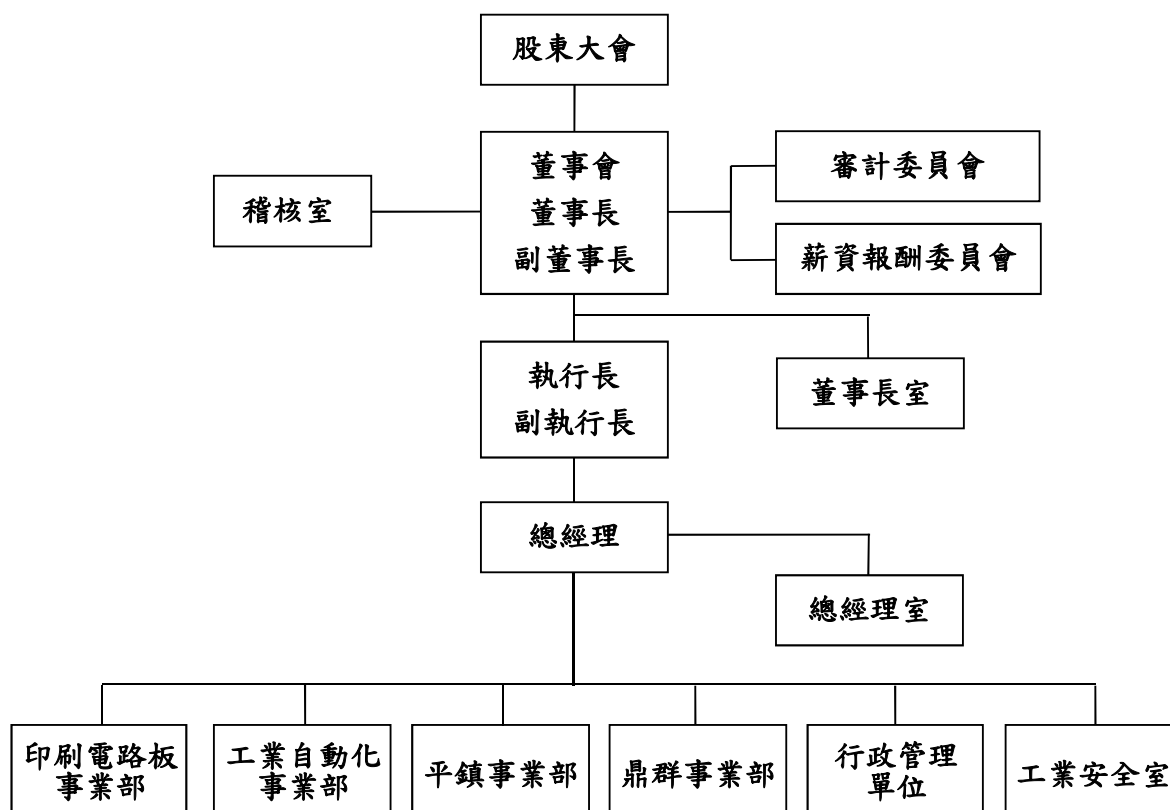 股東大會
董事會
董事長
副董事長
稽核室
審計委員會
薪資報酬委員會
執行長
副執行長
董事長室
總經理
總經理室
印刷電路板
事業部
工業自動化
事業部
平鎮事業部
鼎群事業部
行政管理
單位
工業安全室